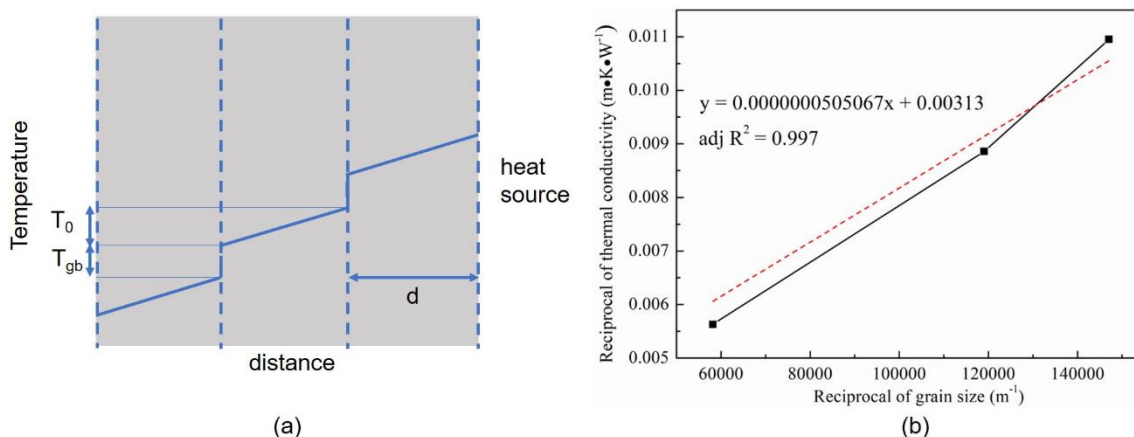 Temperature
T0
Tgb
d
heat
source
distance
(a)
Reciprocal of thermal conductivity (m•K•W-1)
0.011
0.010
0.009
0.008
0.007
0.006
0.005
y = 0.0000000505067x + 0.00313
adj R2 = 0.997
60000 80000 100000 120000 140000
Reciprocal of grain size (m-1)
(b)